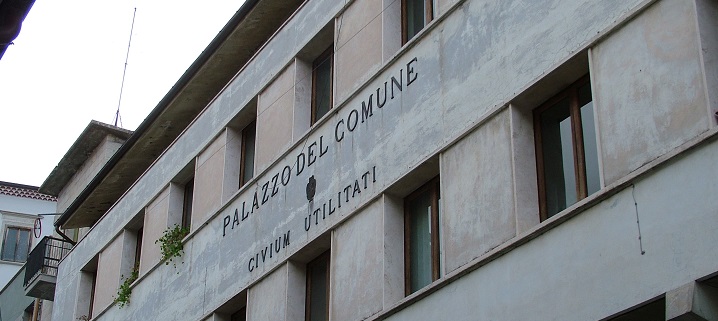 PALAZZO DEL COMUNE
CIVIUM UTILITATI